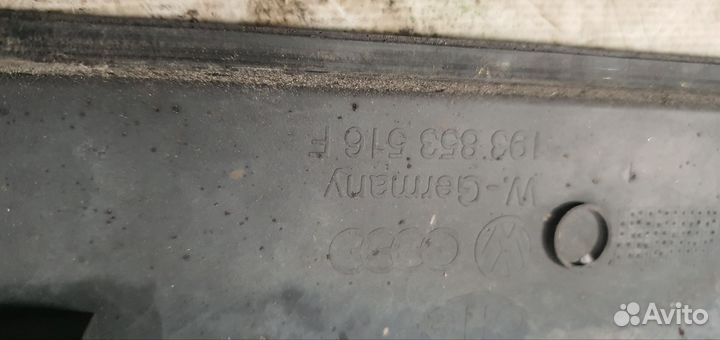 193 853 516 F
W.-Germany
Avito